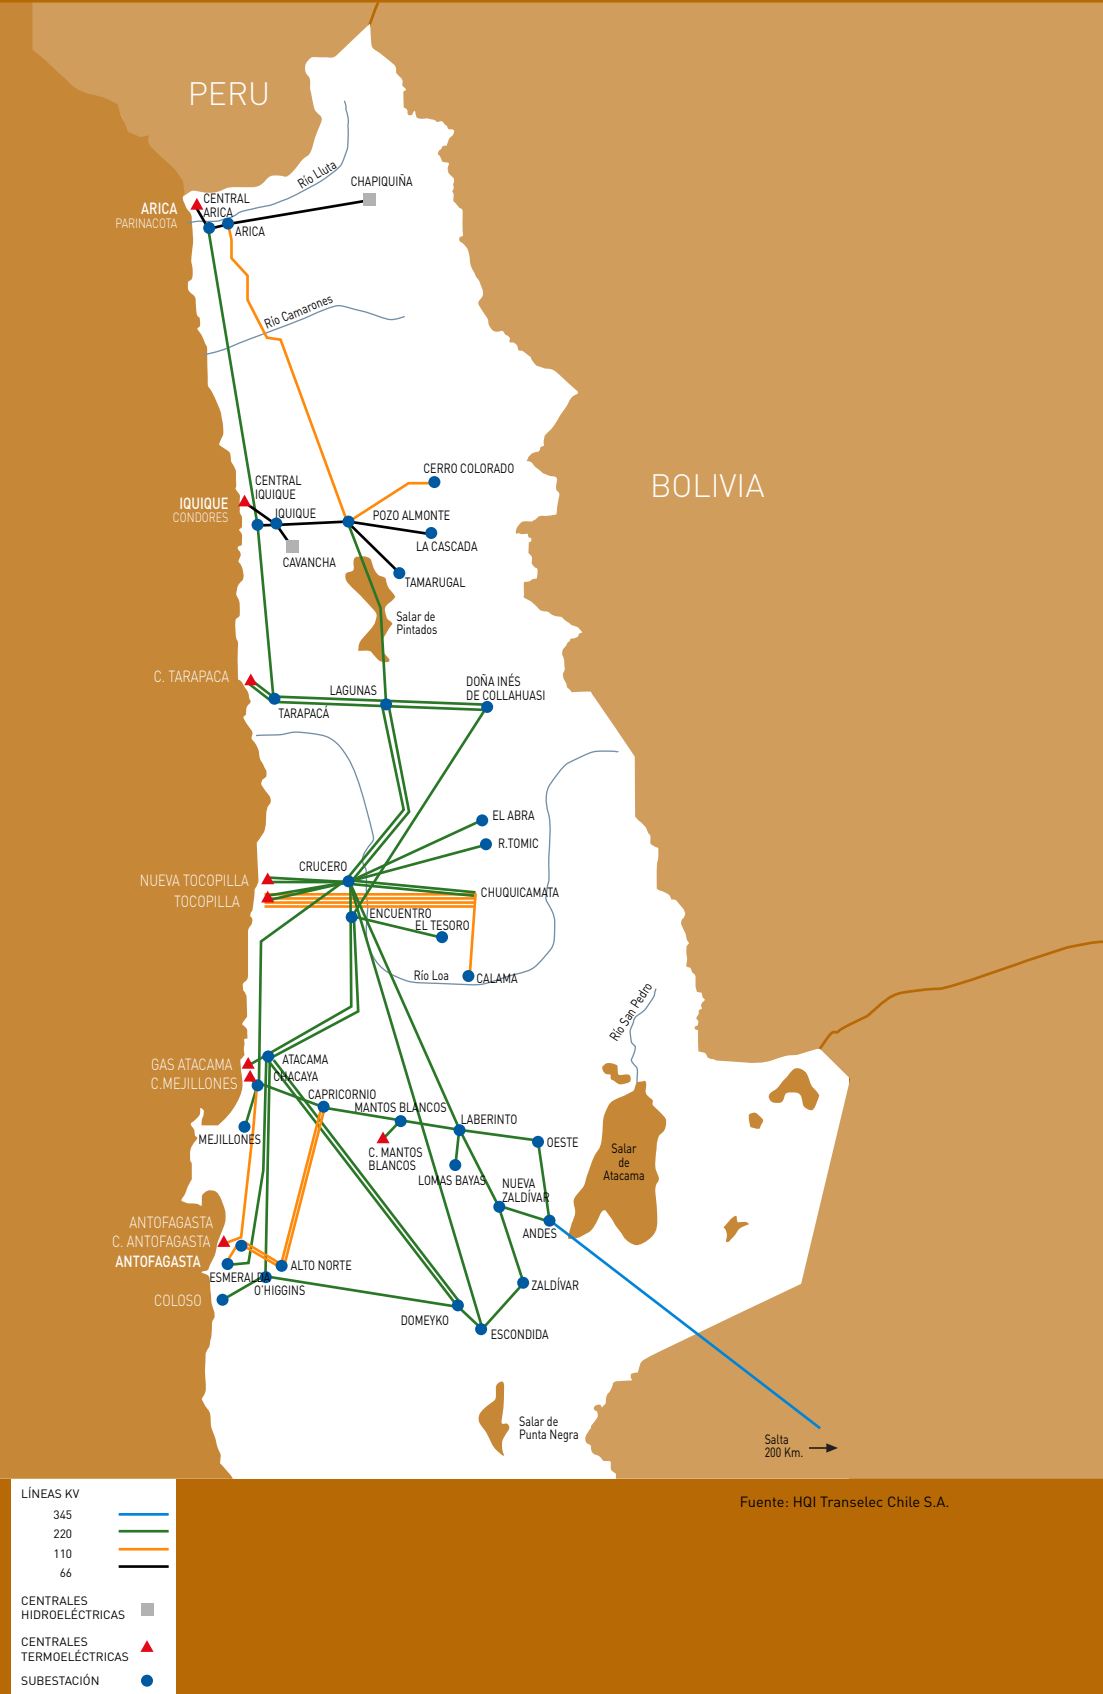 PERU
Río Lluta
CHAPIQUIÑA
CENTRAL
ARICA
ARICA
PARINACOTA
ARICA
Río Camarones
CERRO COLORADO
BOLIVIA
CENTRAL
IQUIQUE
IQUIQUE
CONDORES
IQUIQUE
POZO ALMONTE
LA CASCADA
CAVANCHA
TAMARUGAL
Salar de
Pintados
C. TARAPACA
LAGUNAS
DOÑA INÉS
DE COLLAHUASI
TARAPACÁ
EL ABRA
R.TOMIC
CRUCERO
NUEVA TOCOPILLA
CHUQUICAMATA
TOCOPILLA
ENCUENTRO
EL TESORO
Río Loa
CALAMA
Río San Pedro
GAS ATACAMA
ATACAMA
C.MEJILLONES
CHACAYA
CAPRICORNIO
MANTOS BLANCOS
LABERINTO
MEJILLONES
OESTE
C. MANTOS
BLANCOS
Salar
de
Atacama
LOMAS BAYAS
NUEVA
ZALDÍVAR
ANTOFAGASTA
ANDES
C. ANTOFAGASTA
ANTOFAGASTA
ALTO NORTE
ESMERALDA
O'HIGGINS
ZALDÍVAR
COLOSO
DOMEYKO
ESCONDIDA
Salar de
Punta Negra
Salta
200 Km.
LÍNEAS KV
345
220
110
66
CENTRALES
HIDROELÉCTRICAS
CENTRALES
TERMOELÉCTRICAS
SUBESTACIÓN
Fuente: HQI Transelec Chile S.A.